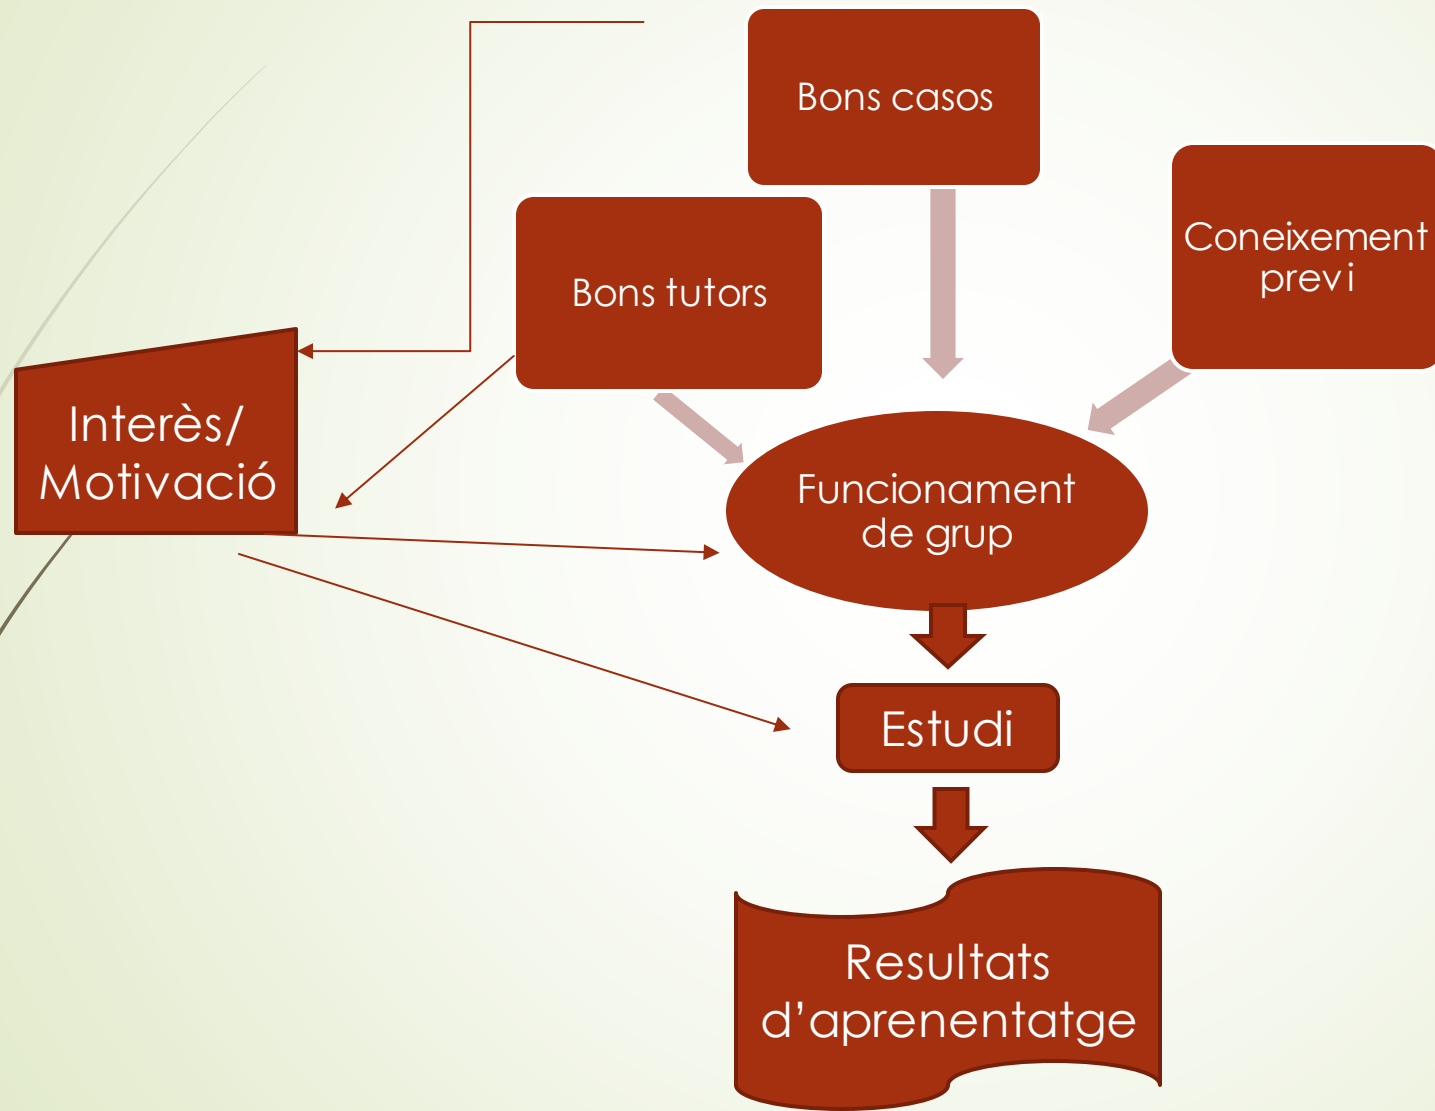 Bons casos
Bons tutors
Coneixement
previ
Interès/
Motivació
Funcionament
de grup
Estudi
Resultats
d’aprenentatge